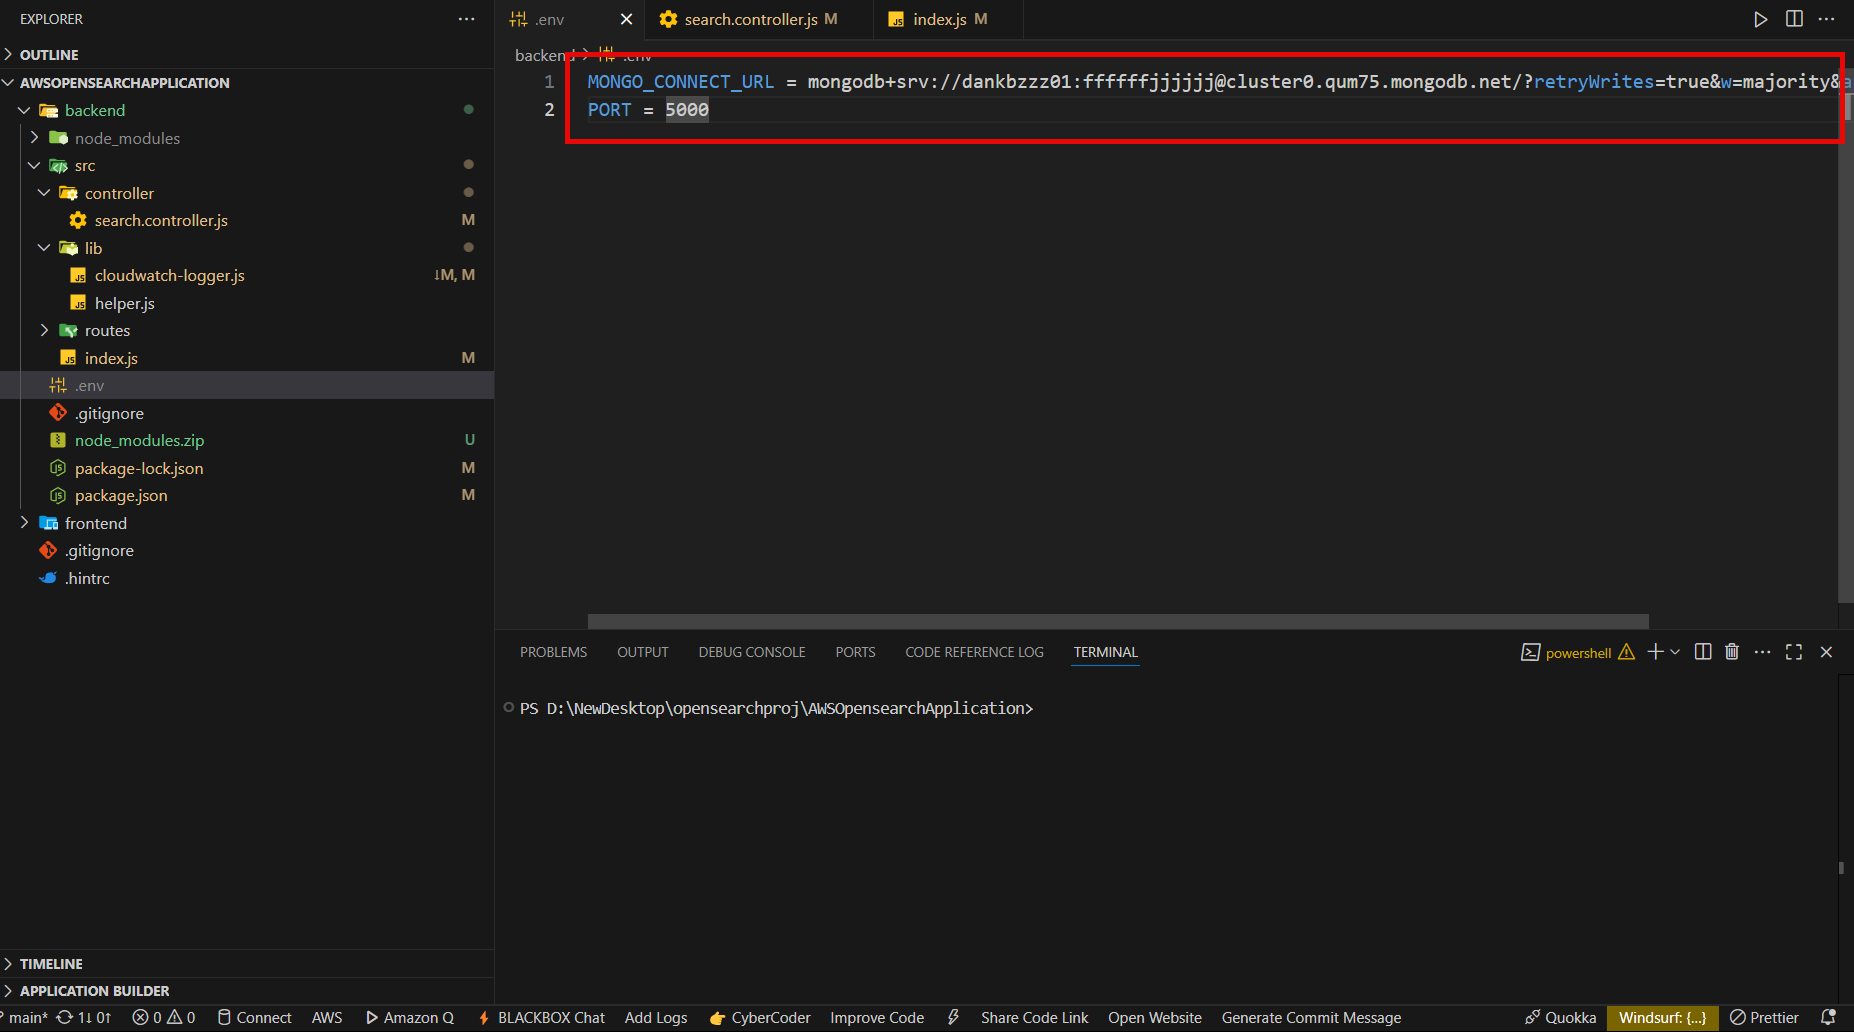 EXPLORER
OUTLINE
AWSOPENSEARCHAPPLICATION
backend
node_modules
src
controller
search.controller.js M
lib
cloudwatch-logger.js ↓M, M
helper.js
routes
index.js M
.env
.gitignore
node_modules.zip U
package-lock.json M
package.json M
frontend
.gitignore
.hintrc
TIMELINE
APPLICATION BUILDER
.env search.controller.js M index.js M
backend > .env
1 MONGO_CONNECT_URL = mongodb+srv://dankbzzz01:ffffffjjjjjj@cluster0.qum75.mongodb.net/?retryWrites=true&w=majority&a
2 PORT = 5000
PROBLEMS OUTPUT DEBUG CONSOLE PORTS CODE REFERENCE LOG TERMINAL powershell
PS D:\NewDesktop\opensearchproj\AWSOpensearchApplication>
main* 1↓ 0↑ 0 0 Connect AWS Amazon Q BLACKBOX Chat Add Logs CyberCoder Improve Code Share Code Link Open Website Generate Commit Message Quokka Windsurf: {...} Prettier